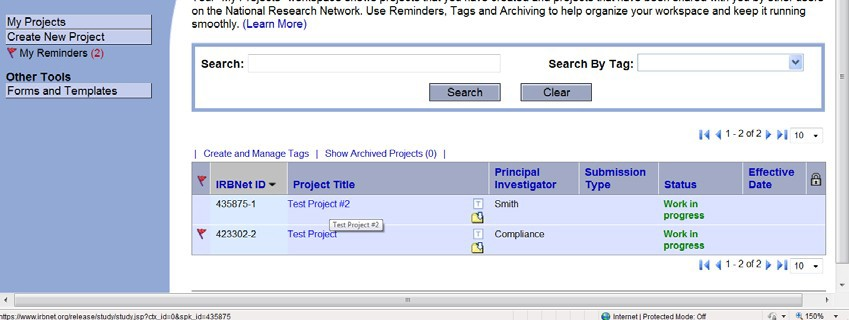 Your "My Projects" workspace shows projects that you have created and projects that have been shared with you by other users
on the National Research Network. Use Reminders, Tags and Archiving to help organize your workspace and keep it running
smoothly. (Learn More)
My Projects
Create New Project
My Reminders (2)
Other Tools
Forms and Templates
Search:
Search By Tag:
Search
Clear
1 - 2 of 2
10
| Create and Manage Tags | Show Archived Projects (0) |
IRBNet ID
Project Title
Principal
Investigator
Submission
Type
Status
Effective
Date
435875-1
Test Project #2
T
Smith
Work in
progress
Test Project #2
423302-2
Test Project
T
Compliance
Work in
progress
1 - 2 of 2
10
https://www.irbnet.org/release/study/study.jsp?ctx_id=0&spk_id=435875
Internet | Protected Mode: Off
150%